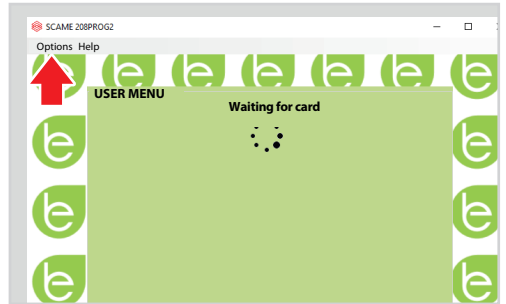 SCAME 208PROG2
Options Help
USER MENU
Waiting for card